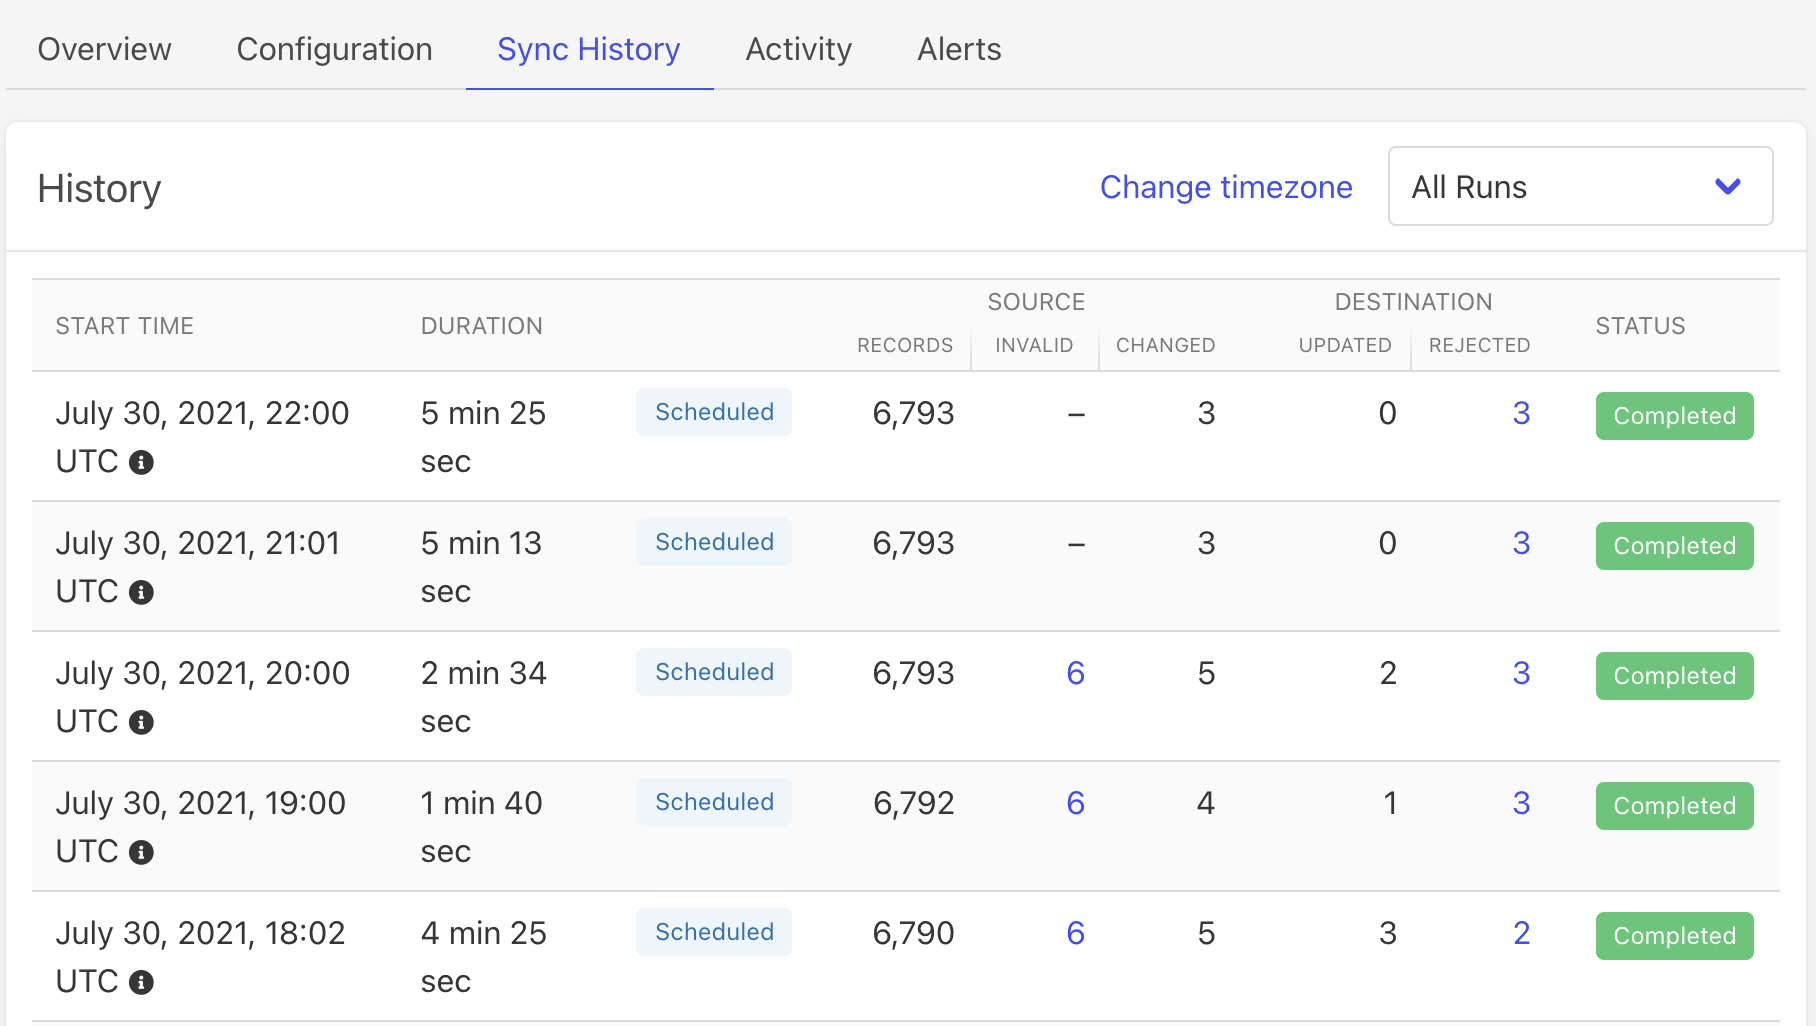 Overview Configuration Sync History Activity Alerts
History Change timezone All Runs
SOURCE DESTINATION
START TIME DURATION STATUS
RECORDS INVALID CHANGED UPDATED REJECTED
July 30, 2021, 22:00 5 min 25 Scheduled 6,793 – 3 0 3 Completed
UTC sec
July 30, 2021, 21:01 5 min 13 Scheduled 6,793 – 3 0 3 Completed
UTC sec
July 30, 2021, 20:00 2 min 34 Scheduled 6,793 6 5 2 3 Completed
UTC sec
July 30, 2021, 19:00 1 min 40 Scheduled 6,792 6 4 1 3 Completed
UTC sec
July 30, 2021, 18:02 4 min 25 Scheduled 6,790 6 5 3 2 Completed
UTC sec